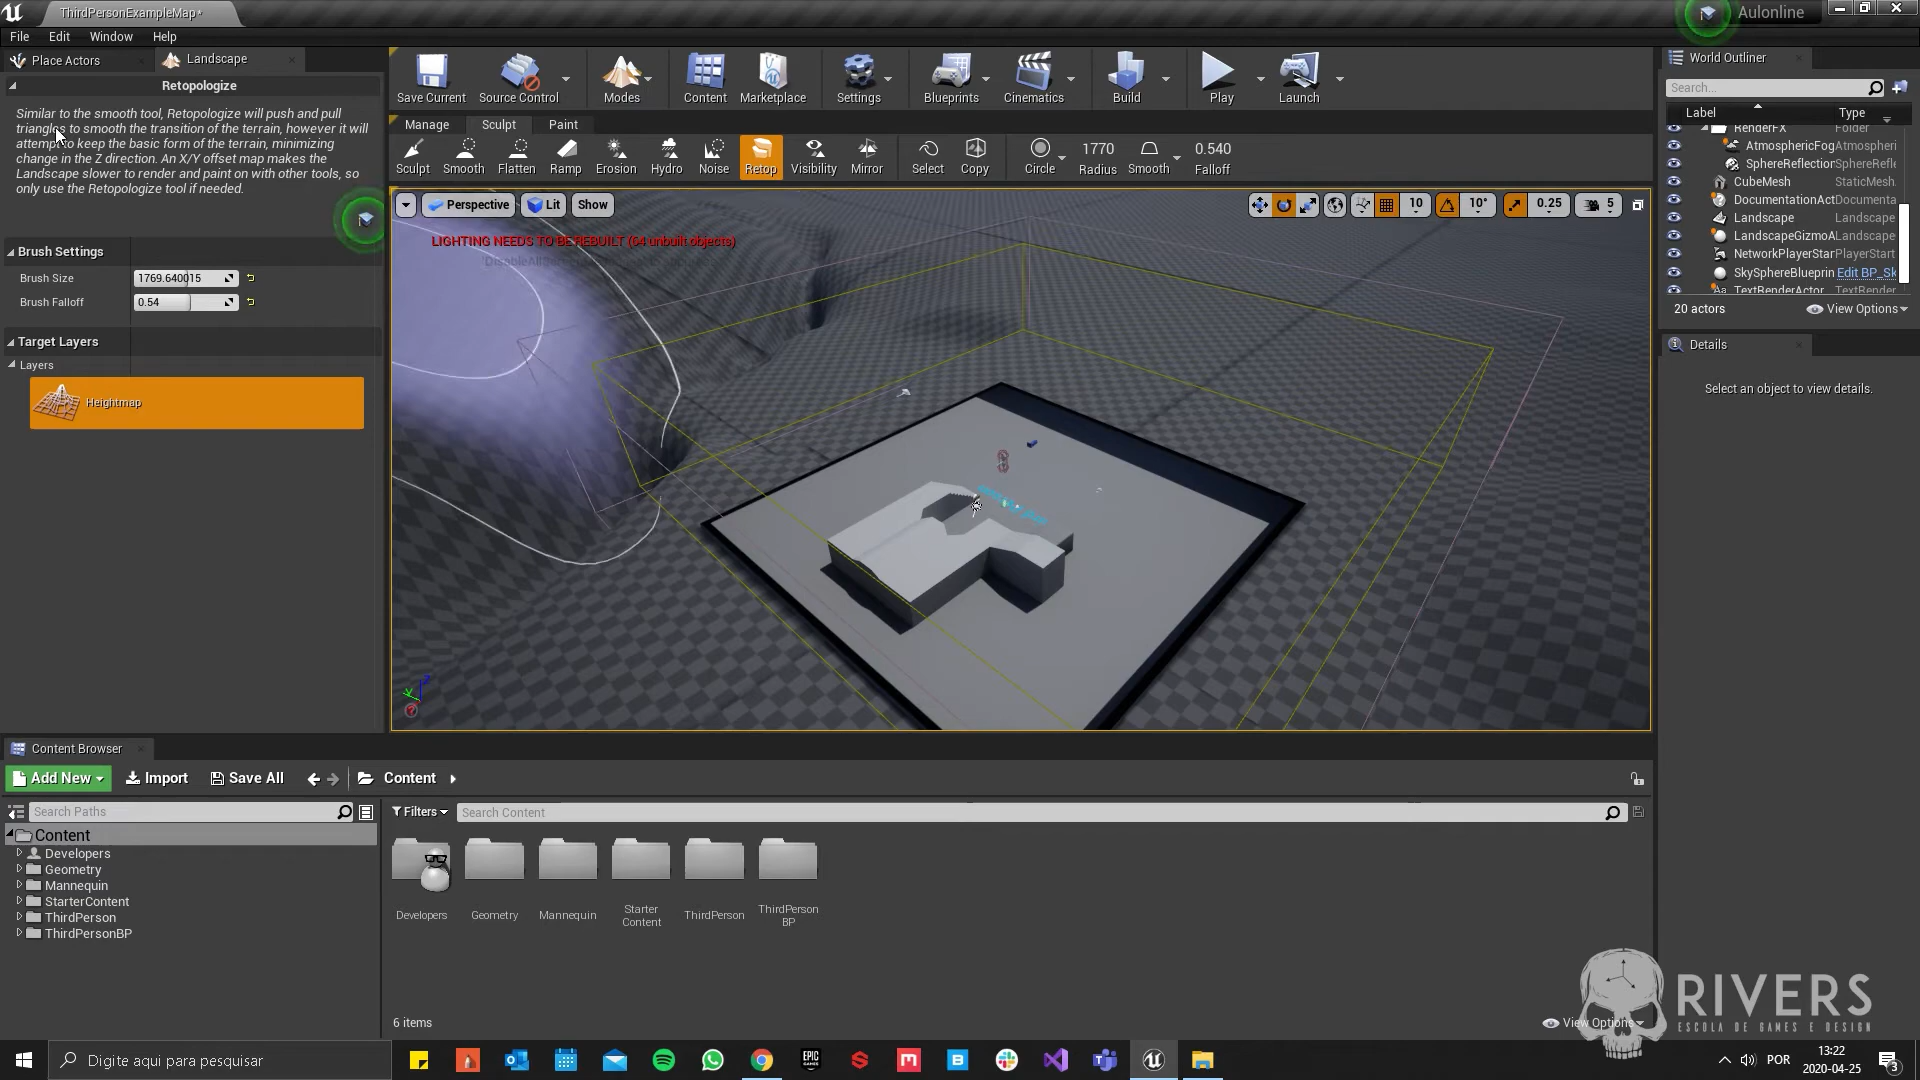 ThirdPersonExampleMap*
Aulonline
File Edit Window Help
Place Actors
Landscape
Retopologize
Similar to the smooth tool, Retopologize will push and pull
triangles to smooth the transition of the terrain, however it will
attempt to keep the basic form of the terrain, minimizing
change in the Z direction. An X/Y offset map makes the
Landscape slower to render and paint on with other tools, so
only use the Retopologize tool if needed.
Brush Settings
Brush Size 1769.640015
Brush Falloff 0.54
Target Layers
Layers
Heightmap
Save Current Source Control Modes Content Marketplace Settings Blueprints Cinematics Build Play Launch
Manage Sculpt Paint
Sculpt Smooth Flatten Ramp Erosion Hydro Noise Retop Visibility Mirror Select Copy Circle 1770 Radius Smooth 0.540 Falloff
Perspective Lit Show
10 10° 0.25 5
LIGHTING NEEDS TO BE REBUILT (64 unbuilt objects)
World Outliner
Search...
Label Type
RenderFX Folder
AtmosphericFog Atmospheri
SphereReflection SphereRefle
CubeMesh StaticMesh
DocumentationAct Documenta
Landscape Landscape
LandscapeGizmoA Landscape
NetworkPlayerStar PlayerStart
SkySphereBlueprin Edit BP_Sk
TextRenderActor TextRender
20 actors View Options
Details
Select an object to view details.
Content Browser
Add New Import Save All Content
Search Paths
Filters Search Content
Content
Developers
Geometry
Mannequin
StarterContent
ThirdPerson
ThirdPersonBP
Developers Geometry Mannequin Starter Content ThirdPerson ThirdPerson BP
6 items
View Options
RIVERS
ESCOLA DE GAMES E DESIGN
Digite aqui para pesquisar
EPIC GAMES
POR
13:22
2020-04-25
3